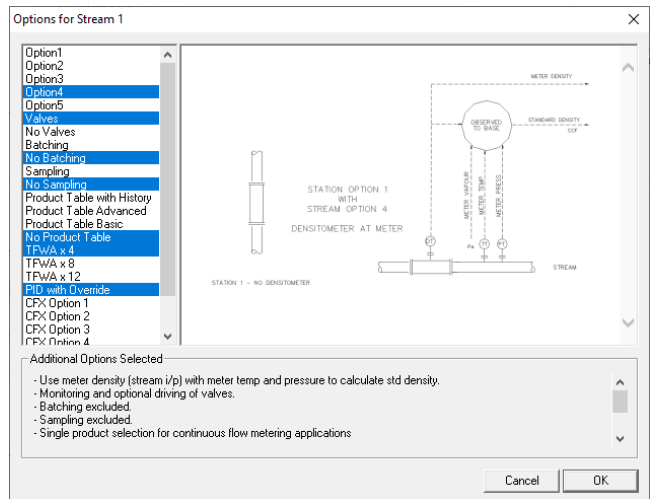 Options for Stream 1
Option1
Option2
Option3
Option4
Option5
Valves
No Valves
Batching
No Batching
Sampling
No Sampling
Product Table with History
Product Table Advanced
Product Table Basic
No Product Table
TFWA x 4
TFWA x 8
TFWA x 12
PID with Override
CFX Option 1
CFX Option 2
CFX Option 3
CFX Option 4
METER DENSITY
OBSERVED
TO BASE
STANDARD DENSITY
CCF
METER VAPOUR
METER TEMP
METER PRESS
STATION OPTION 1
WITH
STREAM OPTION 4
DENSITOMETER AT METER
DT
Pe
TT
PT
STREAM
STATION 1 - NO DENSITOMETER
Additional Options Selected
- Use meter density (stream i/p) with meter temp and pressure to calculate std density.
- Monitoring and optional driving of valves.
- Batching excluded.
- Sampling excluded.
- Single product selection for continuous flow metering applications
Cancel
OK